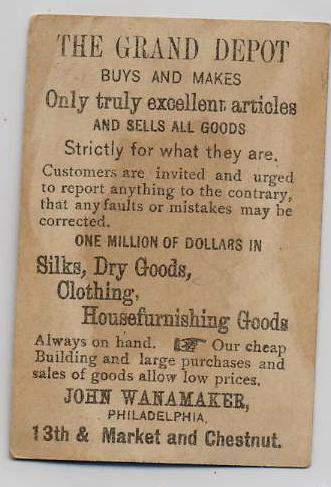 THE GRAND DEPOT
BUYS AND MAKES
Only truly excellent articles
AND SELLS ALL GOODS
Strictly for what they are.
Customers are invited and urged
to report anything to the contrary,
that any faults or mistakes may be
corrected.
ONE MILLION OF DOLLARS IN
Silks, Dry Goods,
Clothing,
Housefurnishing Goods
Always on hand. ☞ Our cheap
Building and large purchases and
sales of goods allow low prices.
JOHN WANAMAKER,
PHILADELPHIA,
13th & Market and Chestnut.